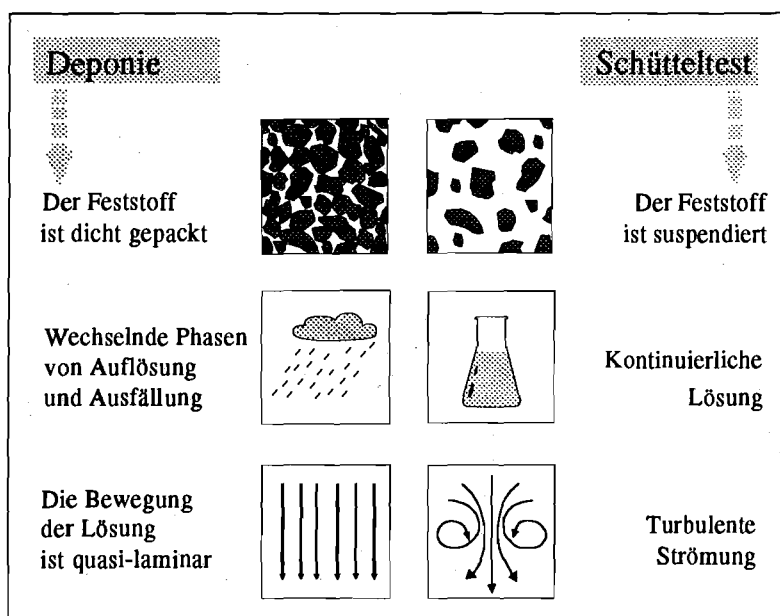 Deponie
Schütteltest
Der Feststoff
ist dicht gepackt
Der Feststoff
ist suspendiert
Wechselnde Phasen
von Auflösung
und Ausfällung
Kontinuierliche
Lösung
Die Bewegung
der Lösung
ist quasi-laminar
Turbulente
Strömung